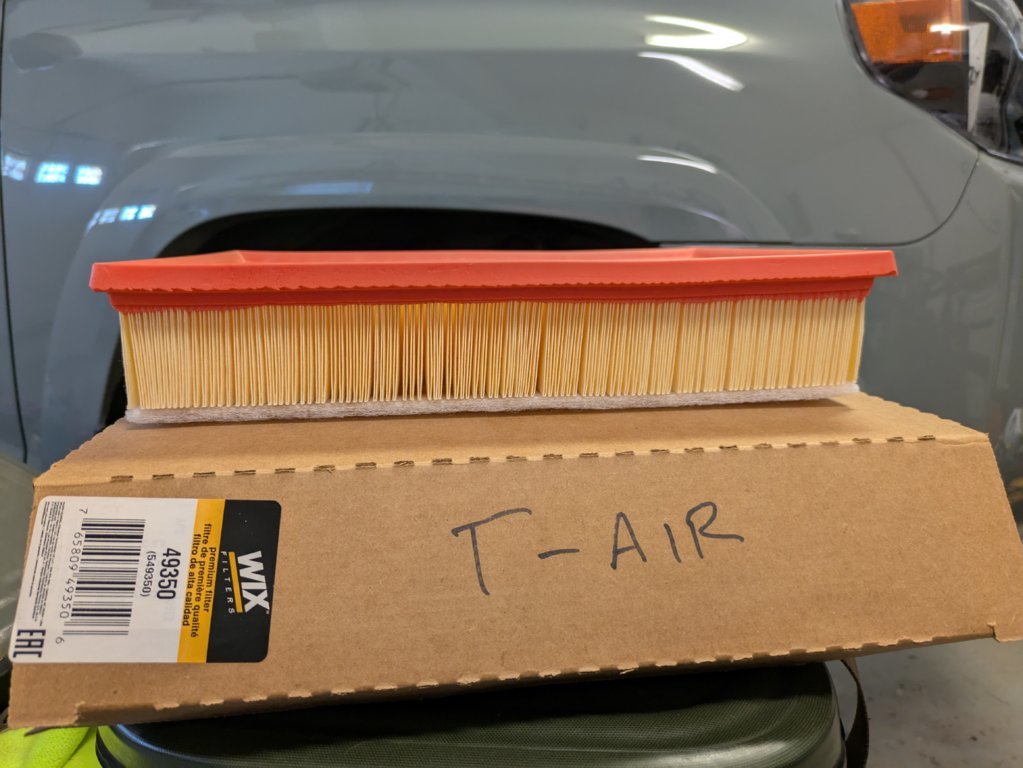 T-AIR
WIX
FILTERS
premium filter
filtre de première qualité
filtro de alta calidad
49350
(549350)
7 65809 49350 6
EAC